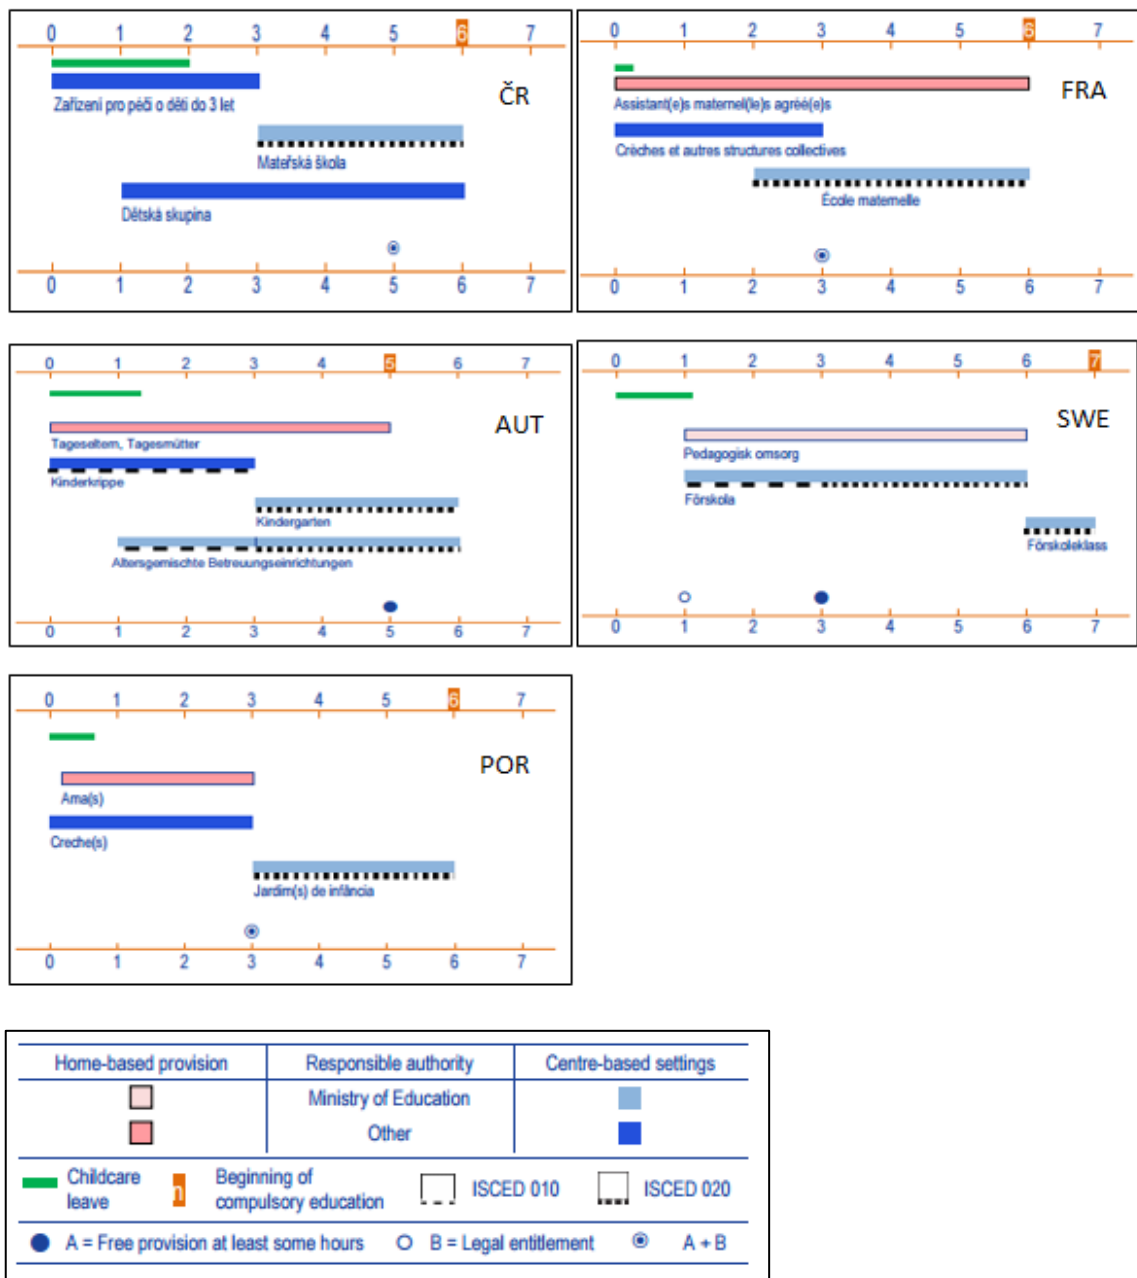 0 1 2 3 4 5 6 7
Zařízení pro péči o děti do 3 let
ČR
Mateřská škola
Dětská skupina
0 1 2 3 4 5 6 7
0 1 2 3 4 5 6 7
FRA
Assistant(e)s maternel(le)s agréé(e)s
Crèches et autres structures collectives
École maternelle
0 1 2 3 4 5 6 7
0 1 2 3 4 5 6 7
AUT
Tageseltern, Tagesmütter
Kinderkrippe
Kindergarten
Altersgemischte Betreuungseinrichtungen
0 1 2 3 4 5 6 7
0 1 2 3 4 5 6 7
SWE
Pedagogisk omsorg
Förskola
Förskoleklass
0 1 2 3 4 5 6 7
0 1 2 3 4 5 6 7
POR
Ama(s)
Creche(s)
Jardim(s) de infância
0 1 2 3 4 5 6 7
Home-based provision Responsible authority Centre-based settings
Ministry of Education
Other
Childcare leave
n Beginning of compulsory education
ISCED 010
ISCED 020
A = Free provision at least some hours B = Legal entitlement A + B